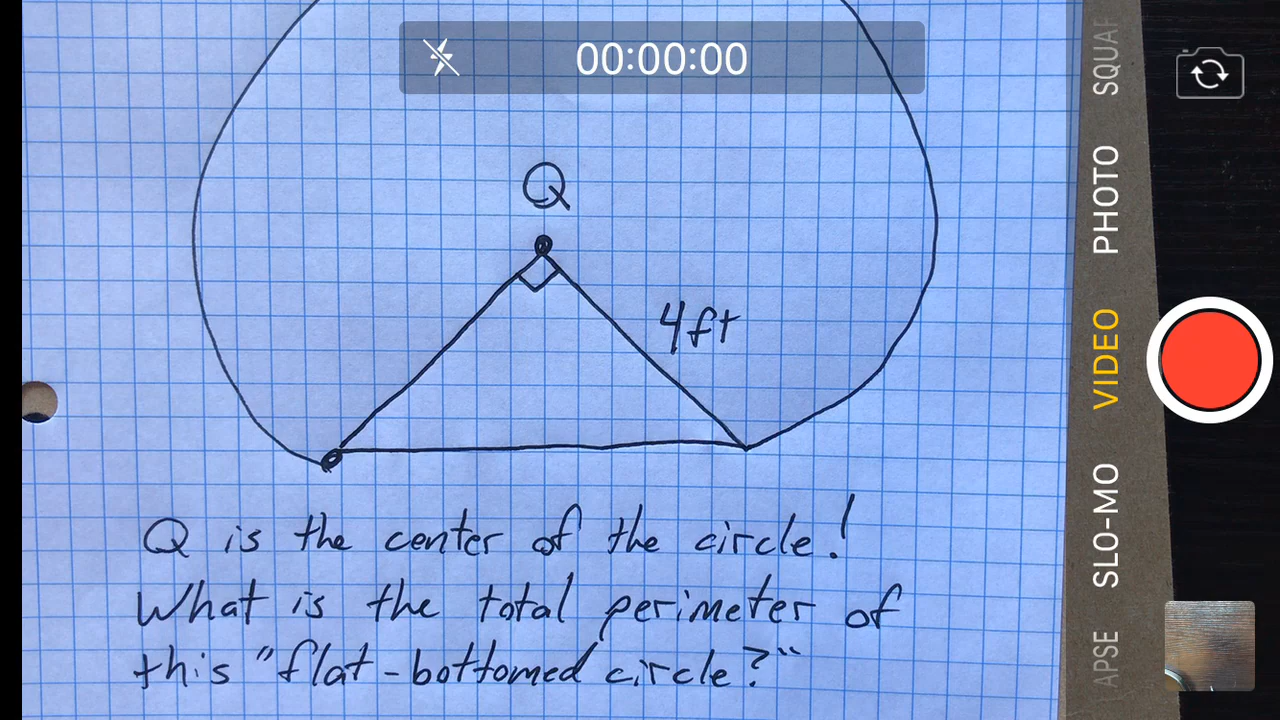 00:00:00
Q
4ft
Q is the center of the circle!
What is the total perimeter of
this "flat-bottomed circle?"
APSE SLO-MO VIDEO PHOTO SQUAR